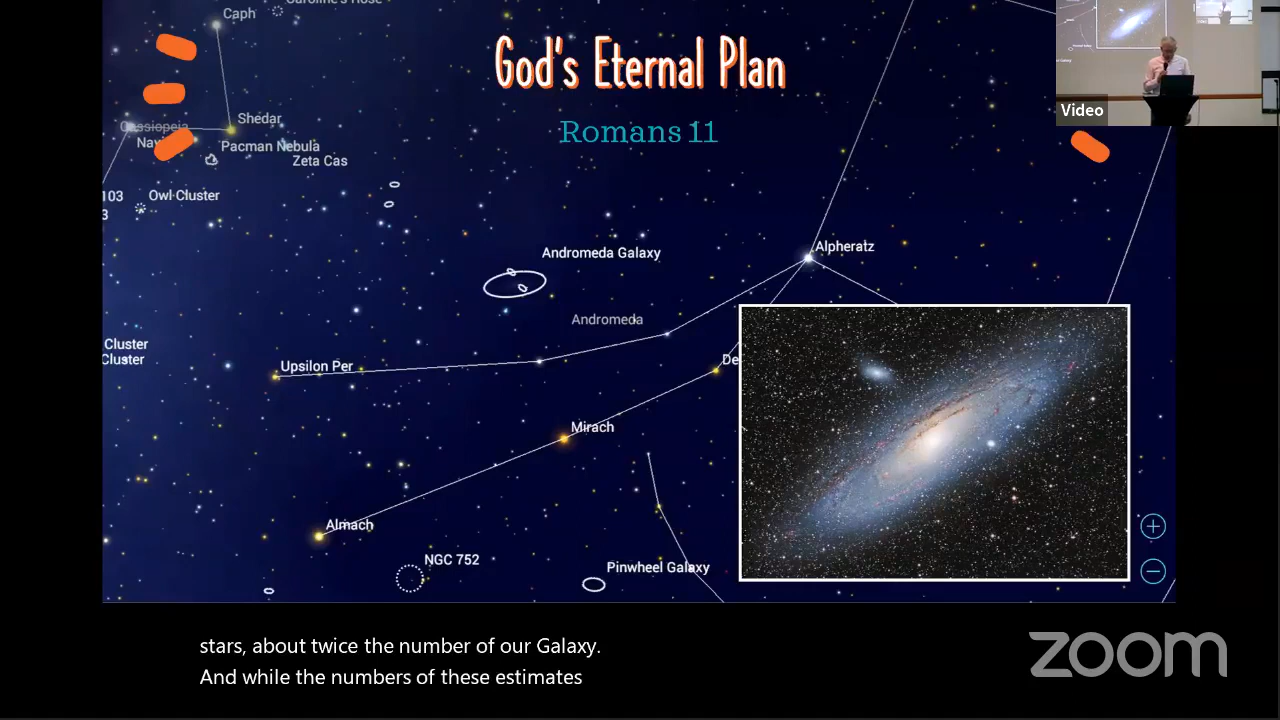 Caph
Caroline's Rose
God's Eternal Plan
Video
Romans 11
Shedar
Cassiopeia
Navi
Pacman Nebula
Zeta Cas
103
Owl Cluster
3
Alpheratz
Andromeda Galaxy
Andromeda
Cluster
Cluster
De
Upsilon Per
Mirach
Almach
NGC 752
Pinwheel Galaxy
stars, about twice the number of our Galaxy.
And while the numbers of these estimates
zoom